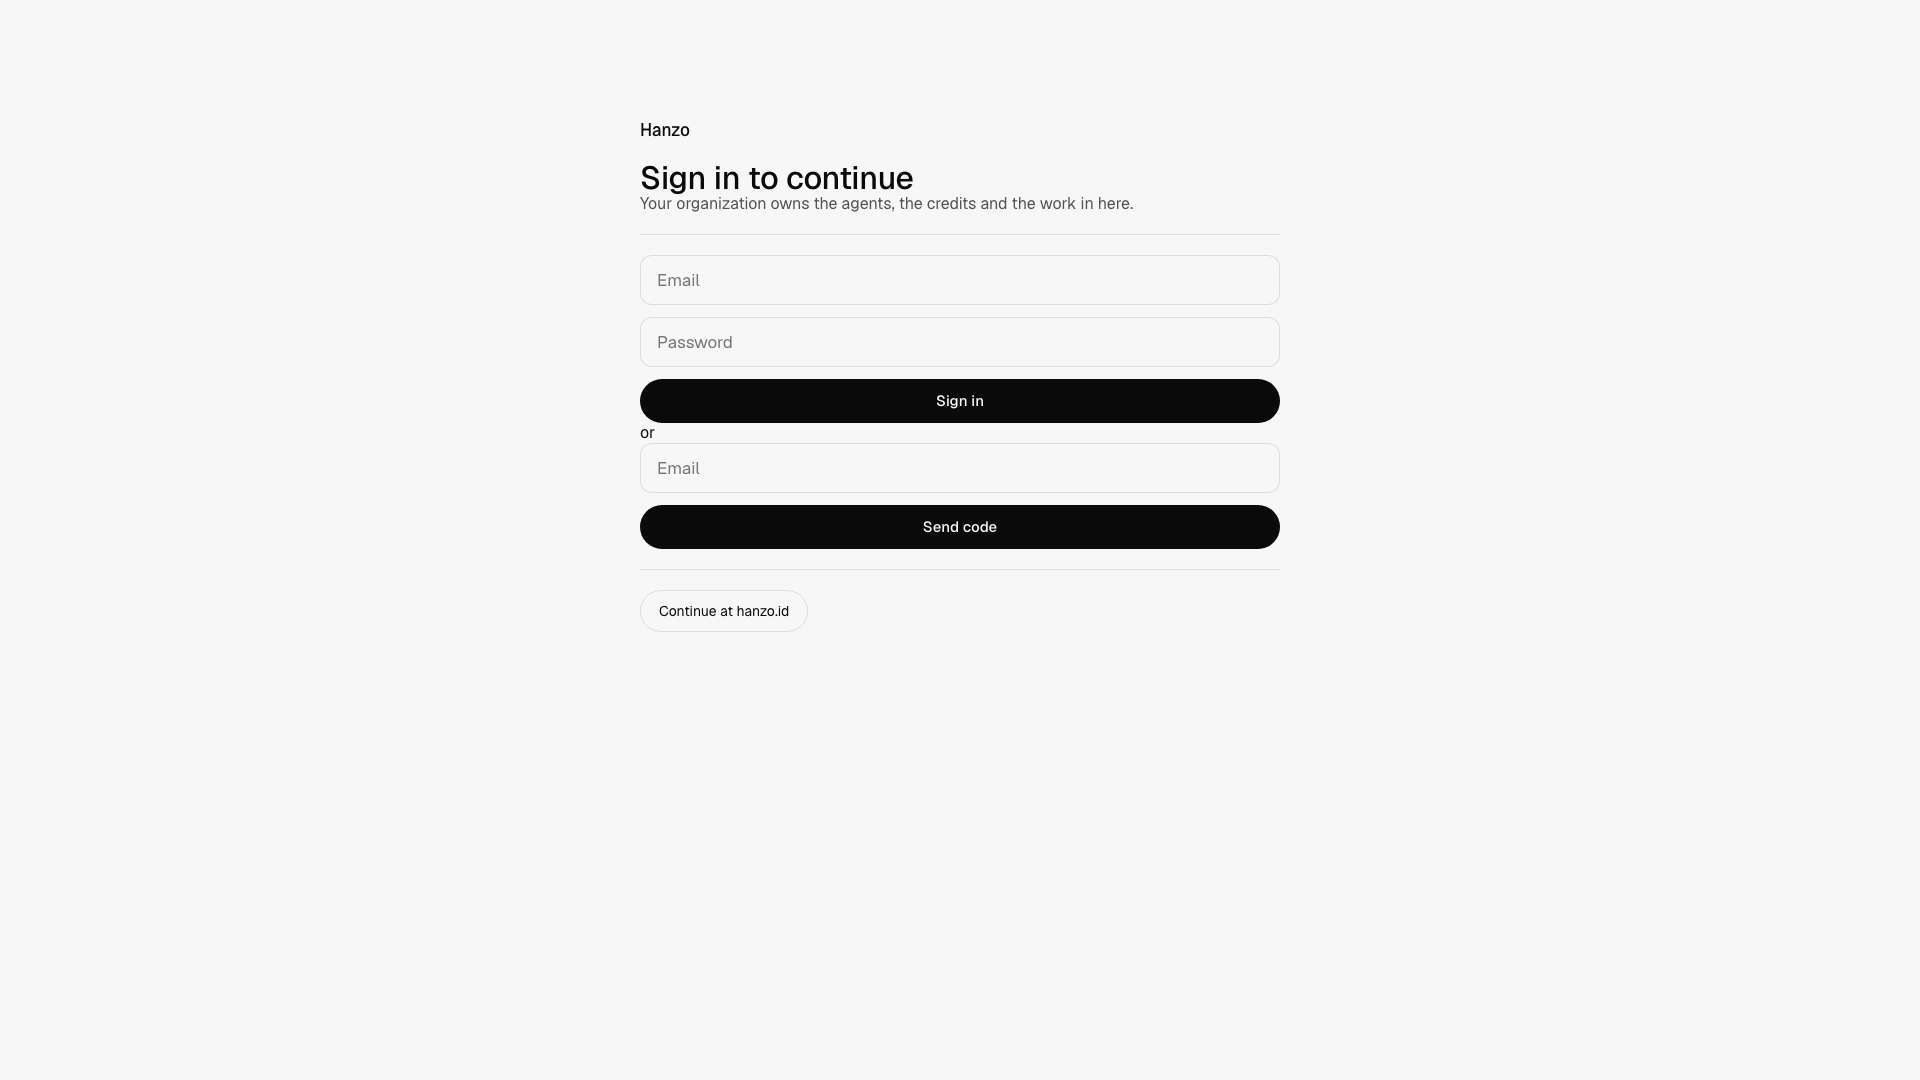 Hanzo
Sign in to continue
Your organization owns the agents, the credits and the work in here.
Email
Password
Sign in
or
Email
Send code
Continue at hanzo.id